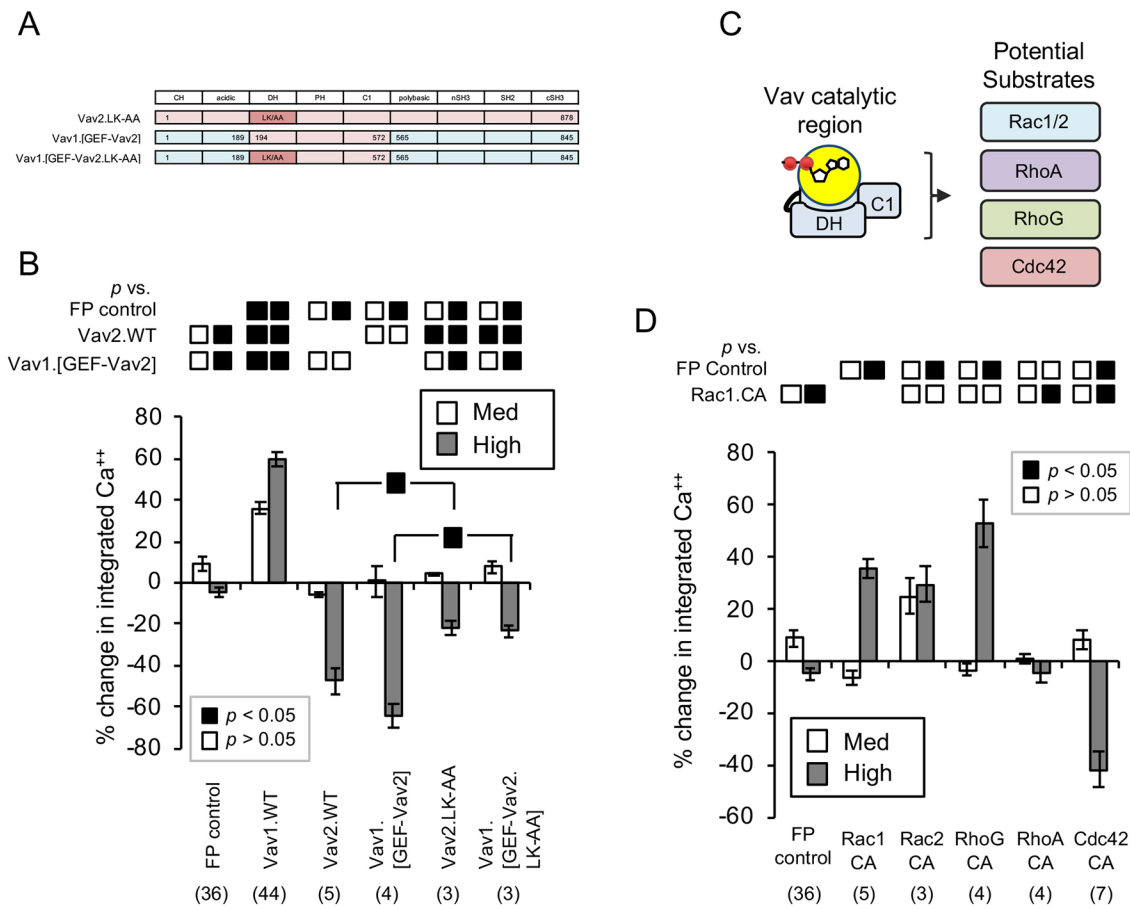 A
CH acidic DH PH C1 polybasic nSH3 SH2 cSH3
Vav2.LK-AA 1 LK/AA 878
Vav1.[GEF-Vav2] 1 189 194 572 565 845
Vav1.[GEF-Vav2.LK-AA] 1 189 LK/AA 572 565 845
B
p vs.
FP control
Vav2.WT
Vav1.[GEF-Vav2]
Med
High
% change in integrated Ca++
80
60
40
20
0
-20
-40
-60
-80
p < 0.05
p > 0.05
FP control
Vav1.WT
Vav2.WT
Vav1.
[GEF-Vav2]
Vav2.LK-AA
Vav1.
[GEF-Vav2.
LK-AA]
(36) (44) (5) (4) (3) (3)
C
Vav catalytic
region
DH
C1
Potential
Substrates
Rac1/2
RhoA
RhoG
Cdc42
D
p vs.
FP Control
Rac1.CA
p < 0.05
p > 0.05
% change in integrated Ca++
80
60
40
20
0
-20
-40
-60
Med
High
FP
control
Rac1
CA
Rac2
CA
RhoG
CA
RhoA
CA
Cdc42
CA
(36) (5) (3) (4) (4) (7)